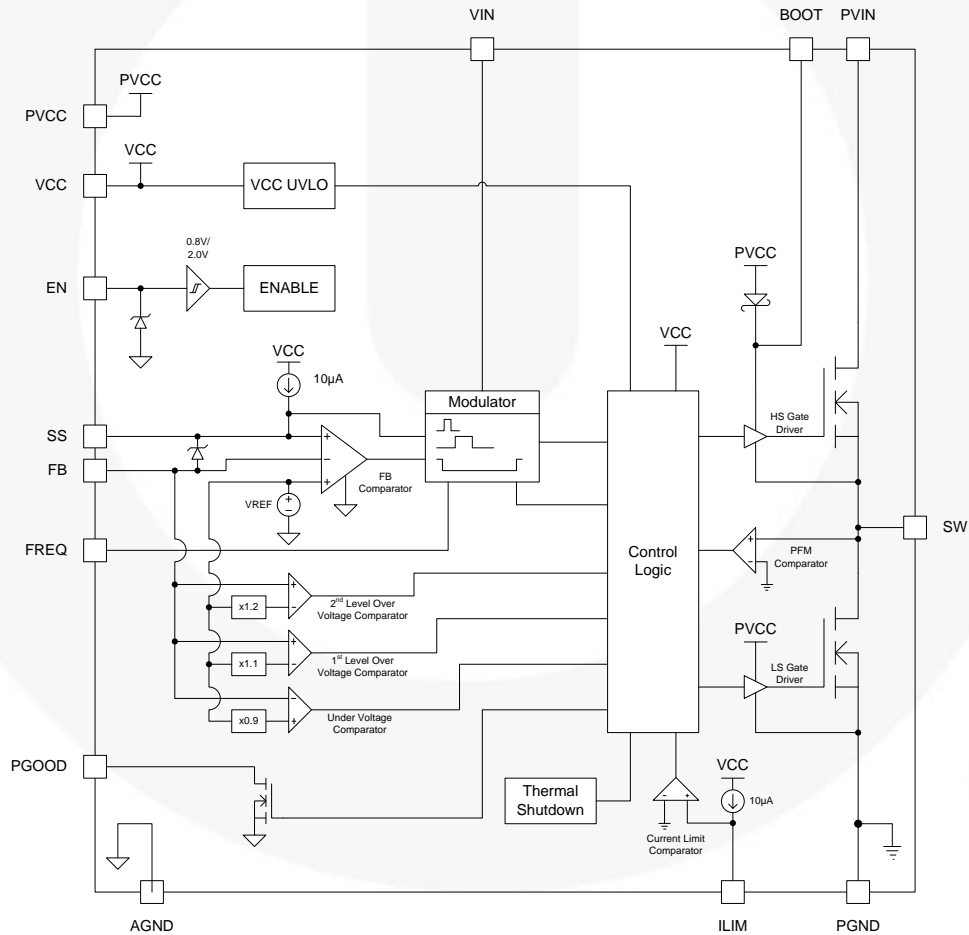 VIN
BOOT
PVIN
PVCC
PVCC
VCC
VCC
VCC UVLO
0.8V/
2.0V
EN
ENABLE
PVCC
VCC
VCC
10µA
Modulator
SS
+
HS Gate
Driver
FB
−
+
FB
Comparator
VREF
+
−
FREQ
SW
Control
Logic
+
−
PFM
Comparator
x1.2
+
−
2nd Level Over
Voltage Comparator
x1.1
+
−
1st Level Over
Voltage Comparator
PVCC
LS Gate
Driver
x0.9
−
+
Under Voltage
Comparator
PGOOD
Thermal
Shutdown
VCC
10µA
−
+
Current Limit
Comparator
AGND
ILIM
PGND